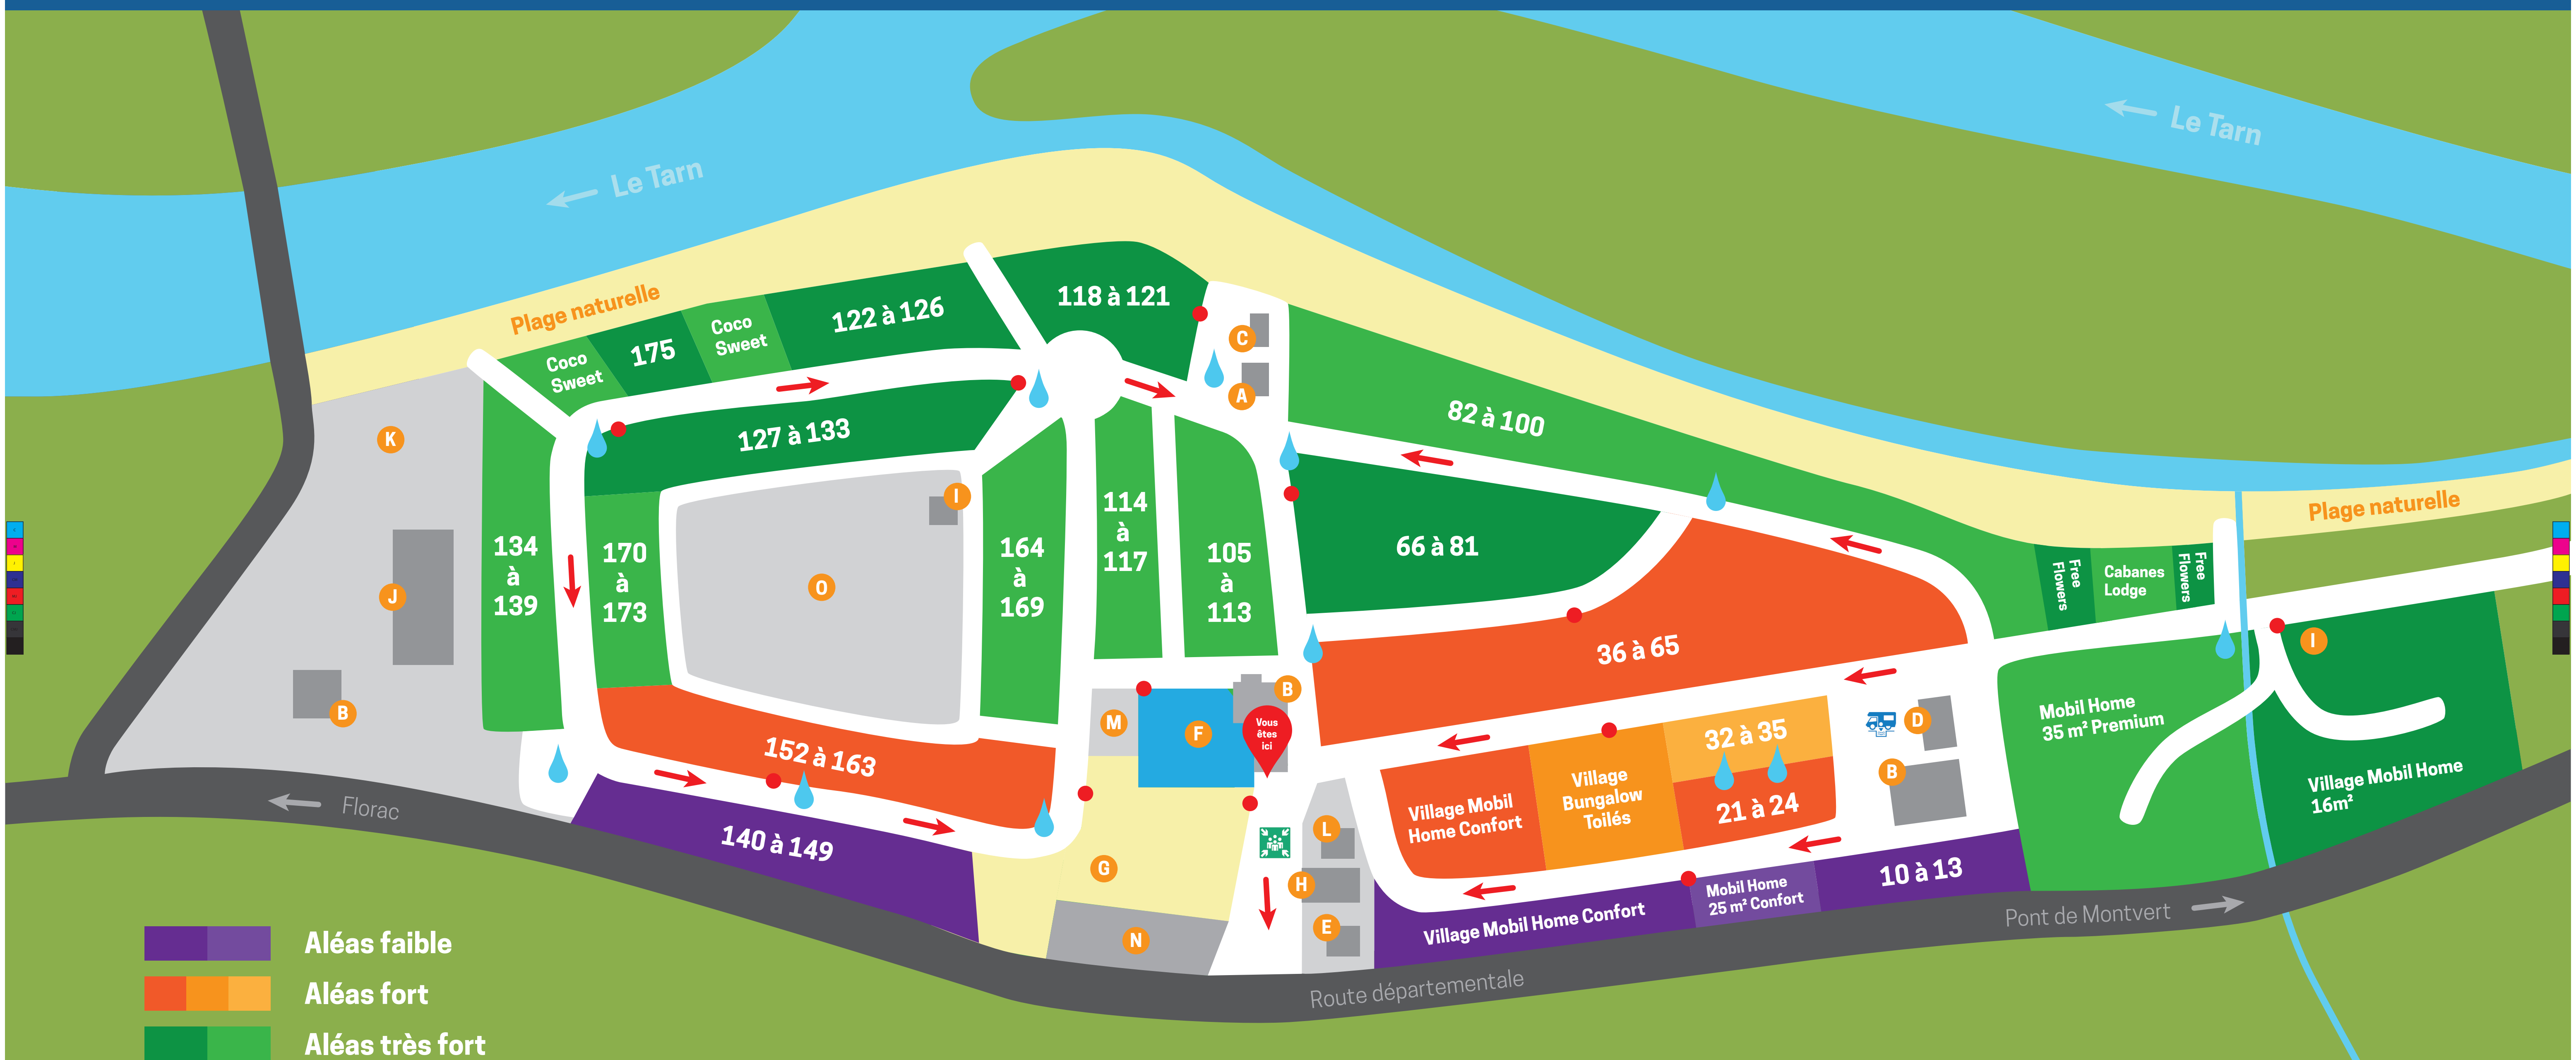 Le Tarn
Le Tarn
Plage naturelle
Plage naturelle
Coco
Sweet
175
Coco
Sweet
122 à 126
118 à 121
C
A
82 à 100
K
127 à 133
I
134
à
139
170
à
173
O
164
à
169
114
à
117
105
à
113
66 à 81
36 à 65
Free
Flowers
Cabanes
Lodge
Free
Flowers
I
J
B
152 à 163
140 à 149
M
F
B
Vous
êtes
ici
G
N
L
H
E
Village Mobil
Home Confort
Village
Bungalow
Toilés
32 à 35
21 à 24
D
B
Mobil Home
35 m² Premium
Village Mobil Home
16m²
Village Mobil Home Confort
Mobil Home
25 m² Confort
10 à 13
Florac
Route départementale
Pont de Montvert
Aléas faible
Aléas fort
Aléas très fort